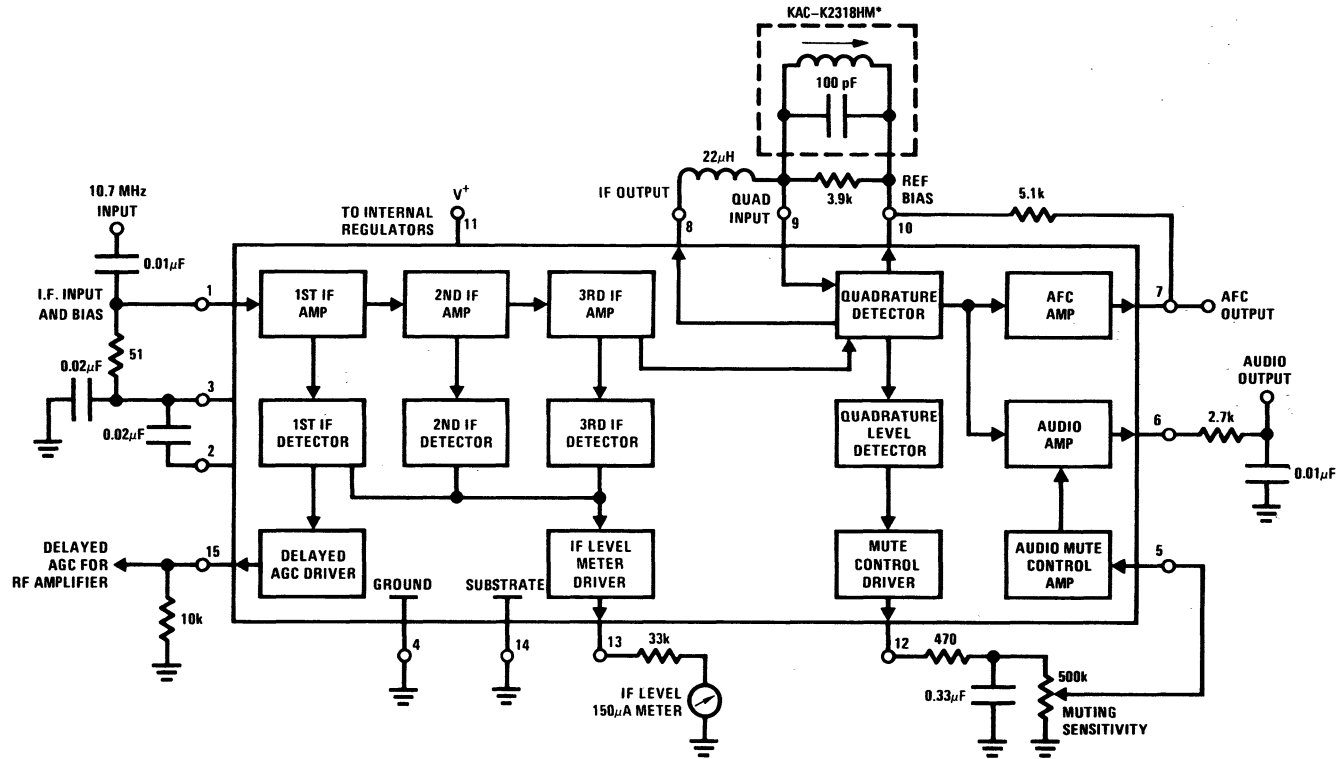 KAC-K2318HM*
100 pF
22μH
IF OUTPUT
8
QUAD
INPUT
9
3.9k
REF
BIAS
10
5.1k
10.7 MHz
INPUT
0.01μF
TO INTERNAL
REGULATORS
V+
11
I.F. INPUT
AND BIAS
1
1ST IF
AMP
2ND IF
AMP
3RD IF
AMP
QUADRATURE
DETECTOR
AFC
AMP
7
AFC
OUTPUT
51
0.02μF
3
0.02μF
2
1ST IF
DETECTOR
2ND IF
DETECTOR
3RD IF
DETECTOR
QUADRATURE
LEVEL
DETECTOR
AUDIO
AMP
6
2.7k
AUDIO
OUTPUT
0.01μF
DELAYED
AGC FOR
RF AMPLIFIER
15
10k
DELAYED
AGC DRIVER
GROUND
4
SUBSTRATE
14
IF LEVEL
METER
DRIVER
13
33k
IF LEVEL
150μA METER
MUTE
CONTROL
DRIVER
12
470
0.33μF
500k
MUTING
SENSITIVITY
AUDIO MUTE
CONTROL
AMP
5